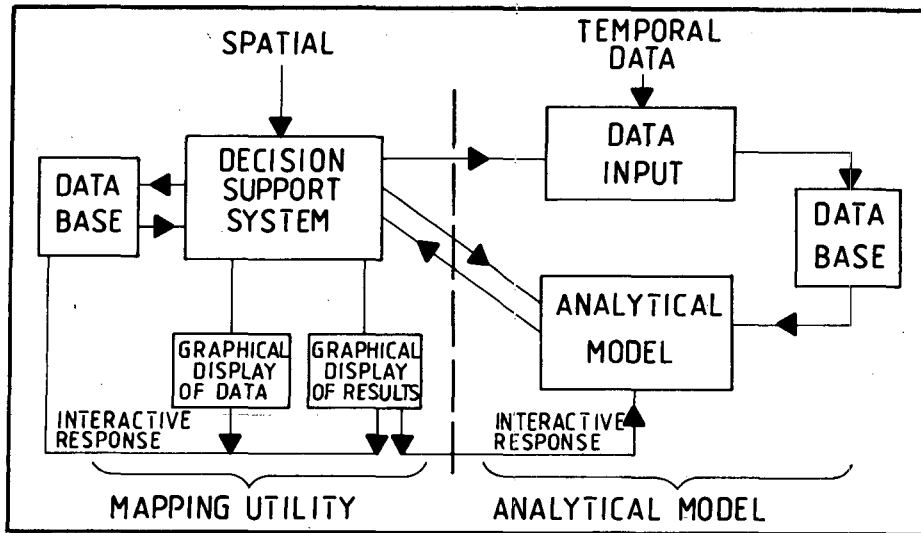 SPATIAL
TEMPORAL
DATA
DECISION
SUPPORT
SYSTEM
DATA
BASE
DATA
INPUT
DATA
BASE
ANALYTICAL
MODEL
GRAPHICAL
DISPLAY
OF DATA
GRAPHICAL
DISPLAY
OF RESULTS
INTERACTIVE
RESPONSE
INTERACTIVE
RESPONSE
MAPPING UTILITY
ANALYTICAL MODEL